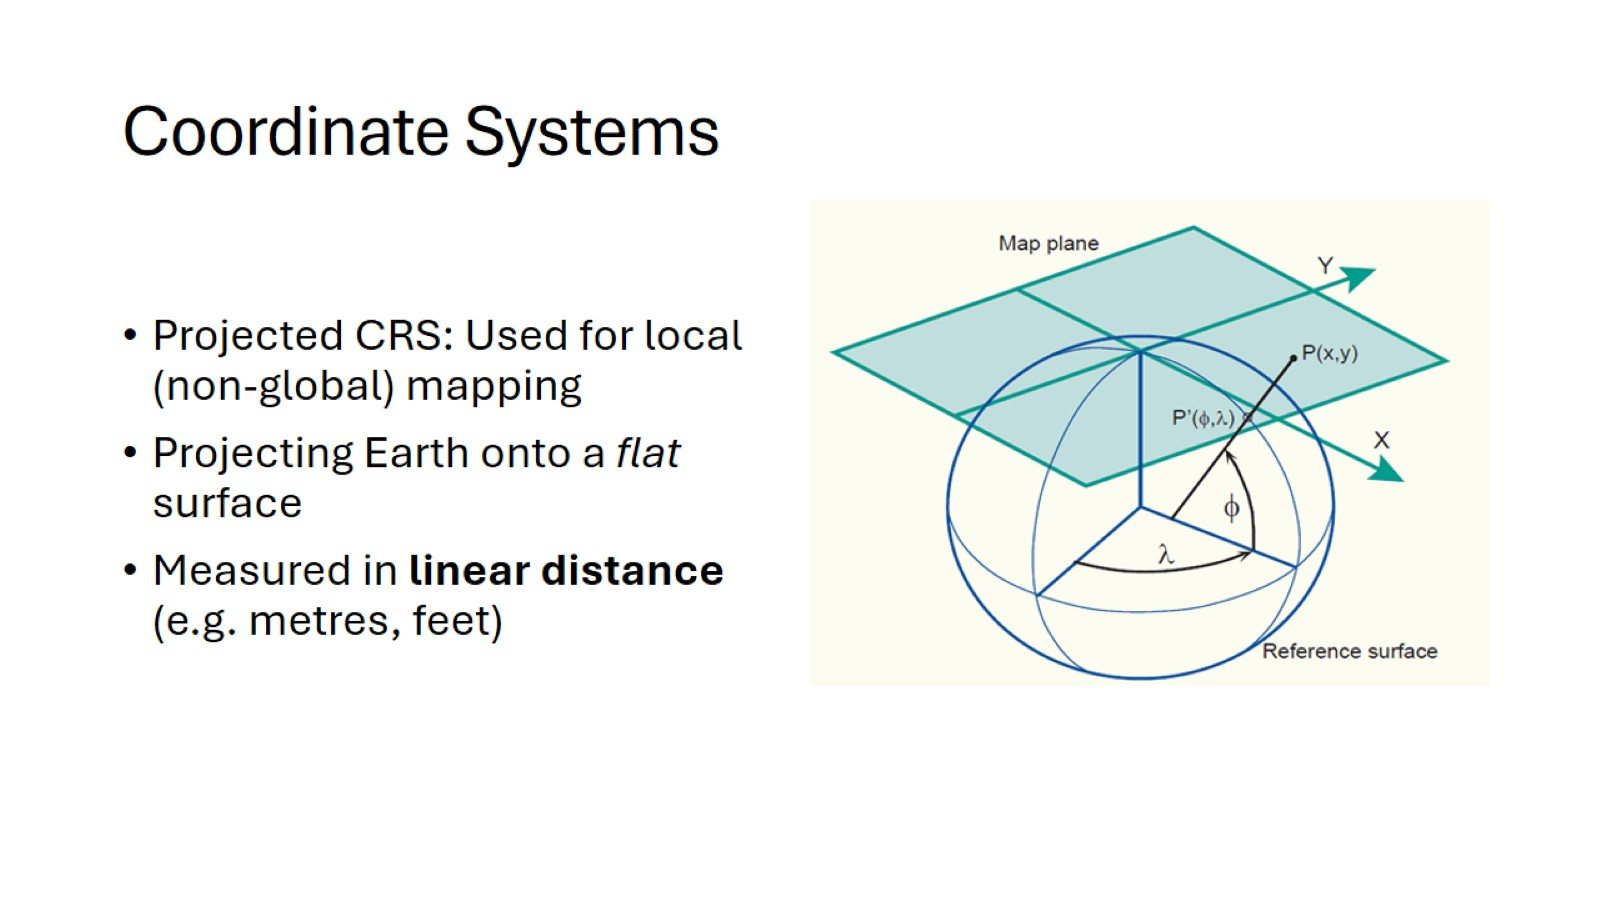 Coordinate Systems
• Projected CRS: Used for local
(non-global) mapping
• Projecting Earth onto a flat
surface
• Measured in linear distance
(e.g. metres, feet)
Map plane
Y
P(x,y)
P'(ϕ,λ)
X
ϕ
λ
Reference surface